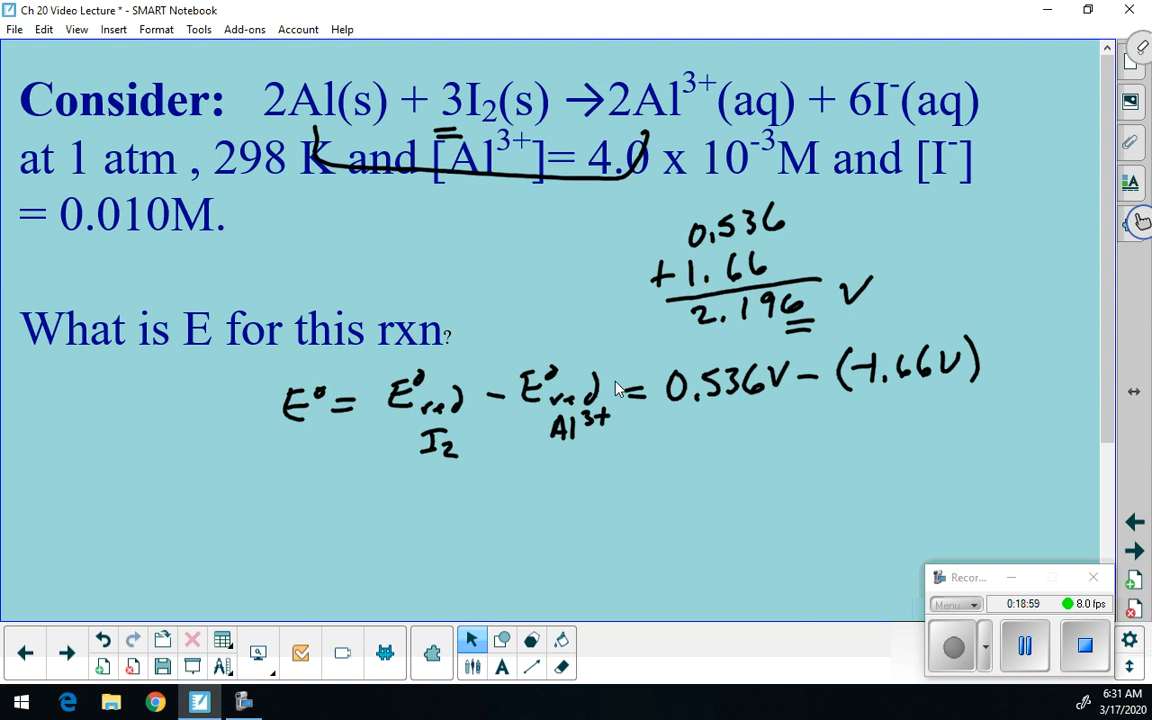 Ch 20 Video Lecture * - SMART Notebook
File Edit View Insert Format Tools Add-ons Account Help
Consider: 2Al(s) + 3I₂(s) →2Al³⁺(aq) + 6I⁻(aq)
at 1 atm , 298 K and [Al³⁺]= 4.0 x 10⁻³M and [I⁻]
= 0.010M.
0.536
+1.66
2.196 V
What is E for this rxn?
E° = E°red - E°red = 0.536V - (-1.66V)
I₂ Al³⁺
Recor...
Menu 0:18:59 8.0 fps
6:31 AM
3/17/2020